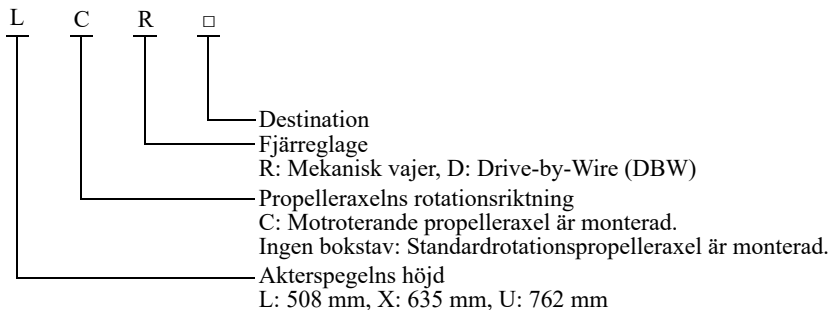 L C R □
Destination
Fjärreglage
R: Mekanisk vajer, D: Drive-by-Wire (DBW)
Propelleraxelns rotationsriktning
C: Motroterande propelleraxel är monterad.
Ingen bokstav: Standardrotationspropelleraxel är monterad.
Akterspegelns höjd
L: 508 mm, X: 635 mm, U: 762 mm